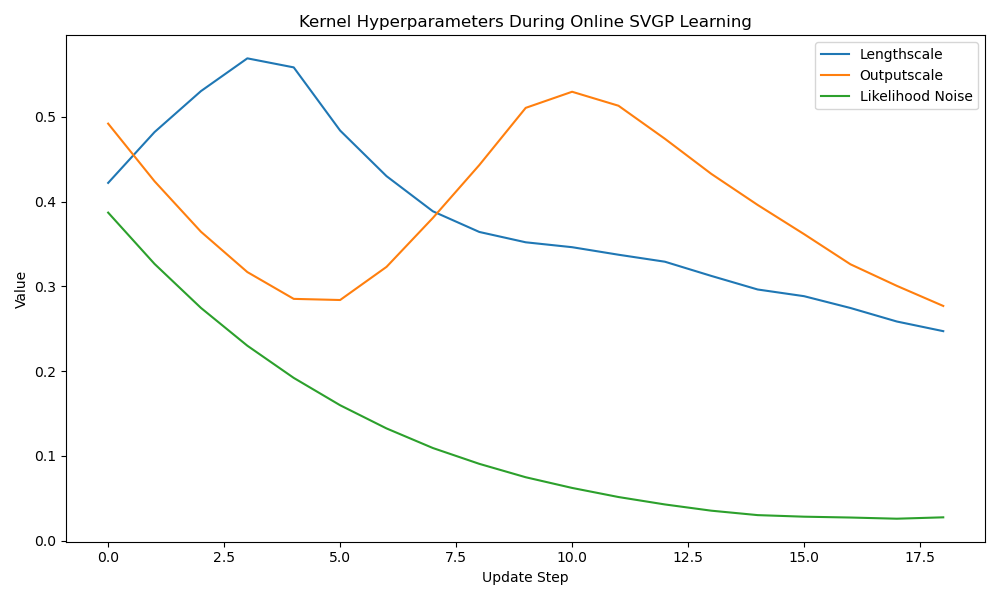 Kernel Hyperparameters During Online SVGP Learning
Lengthscale
Outputscale
Likelihood Noise
Value
0.5
0.4
0.3
0.2
0.1
0.0
0.0 2.5 5.0 7.5 10.0 12.5 15.0 17.5
Update Step